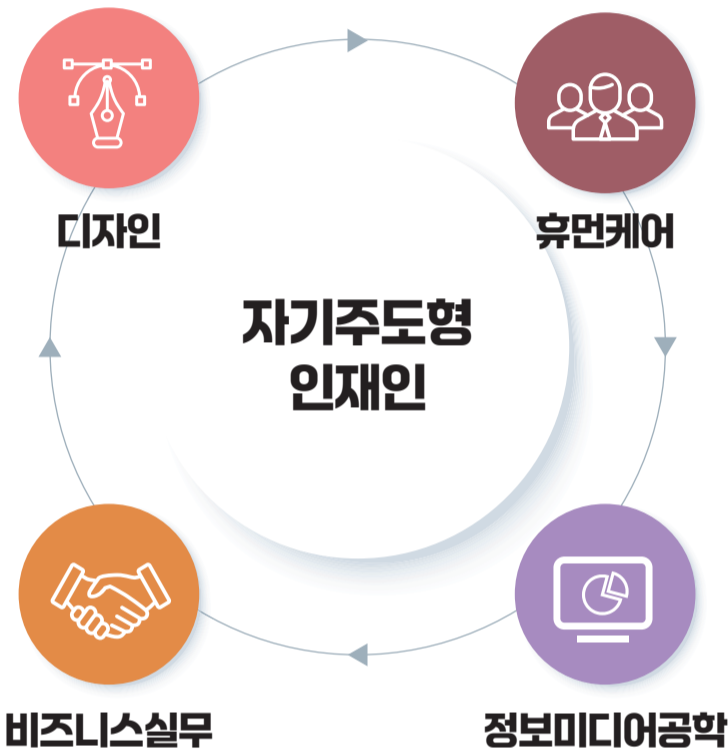 디자인
휴먼케어
자기주도형
인재인
비즈니스실무
정보미디어공학